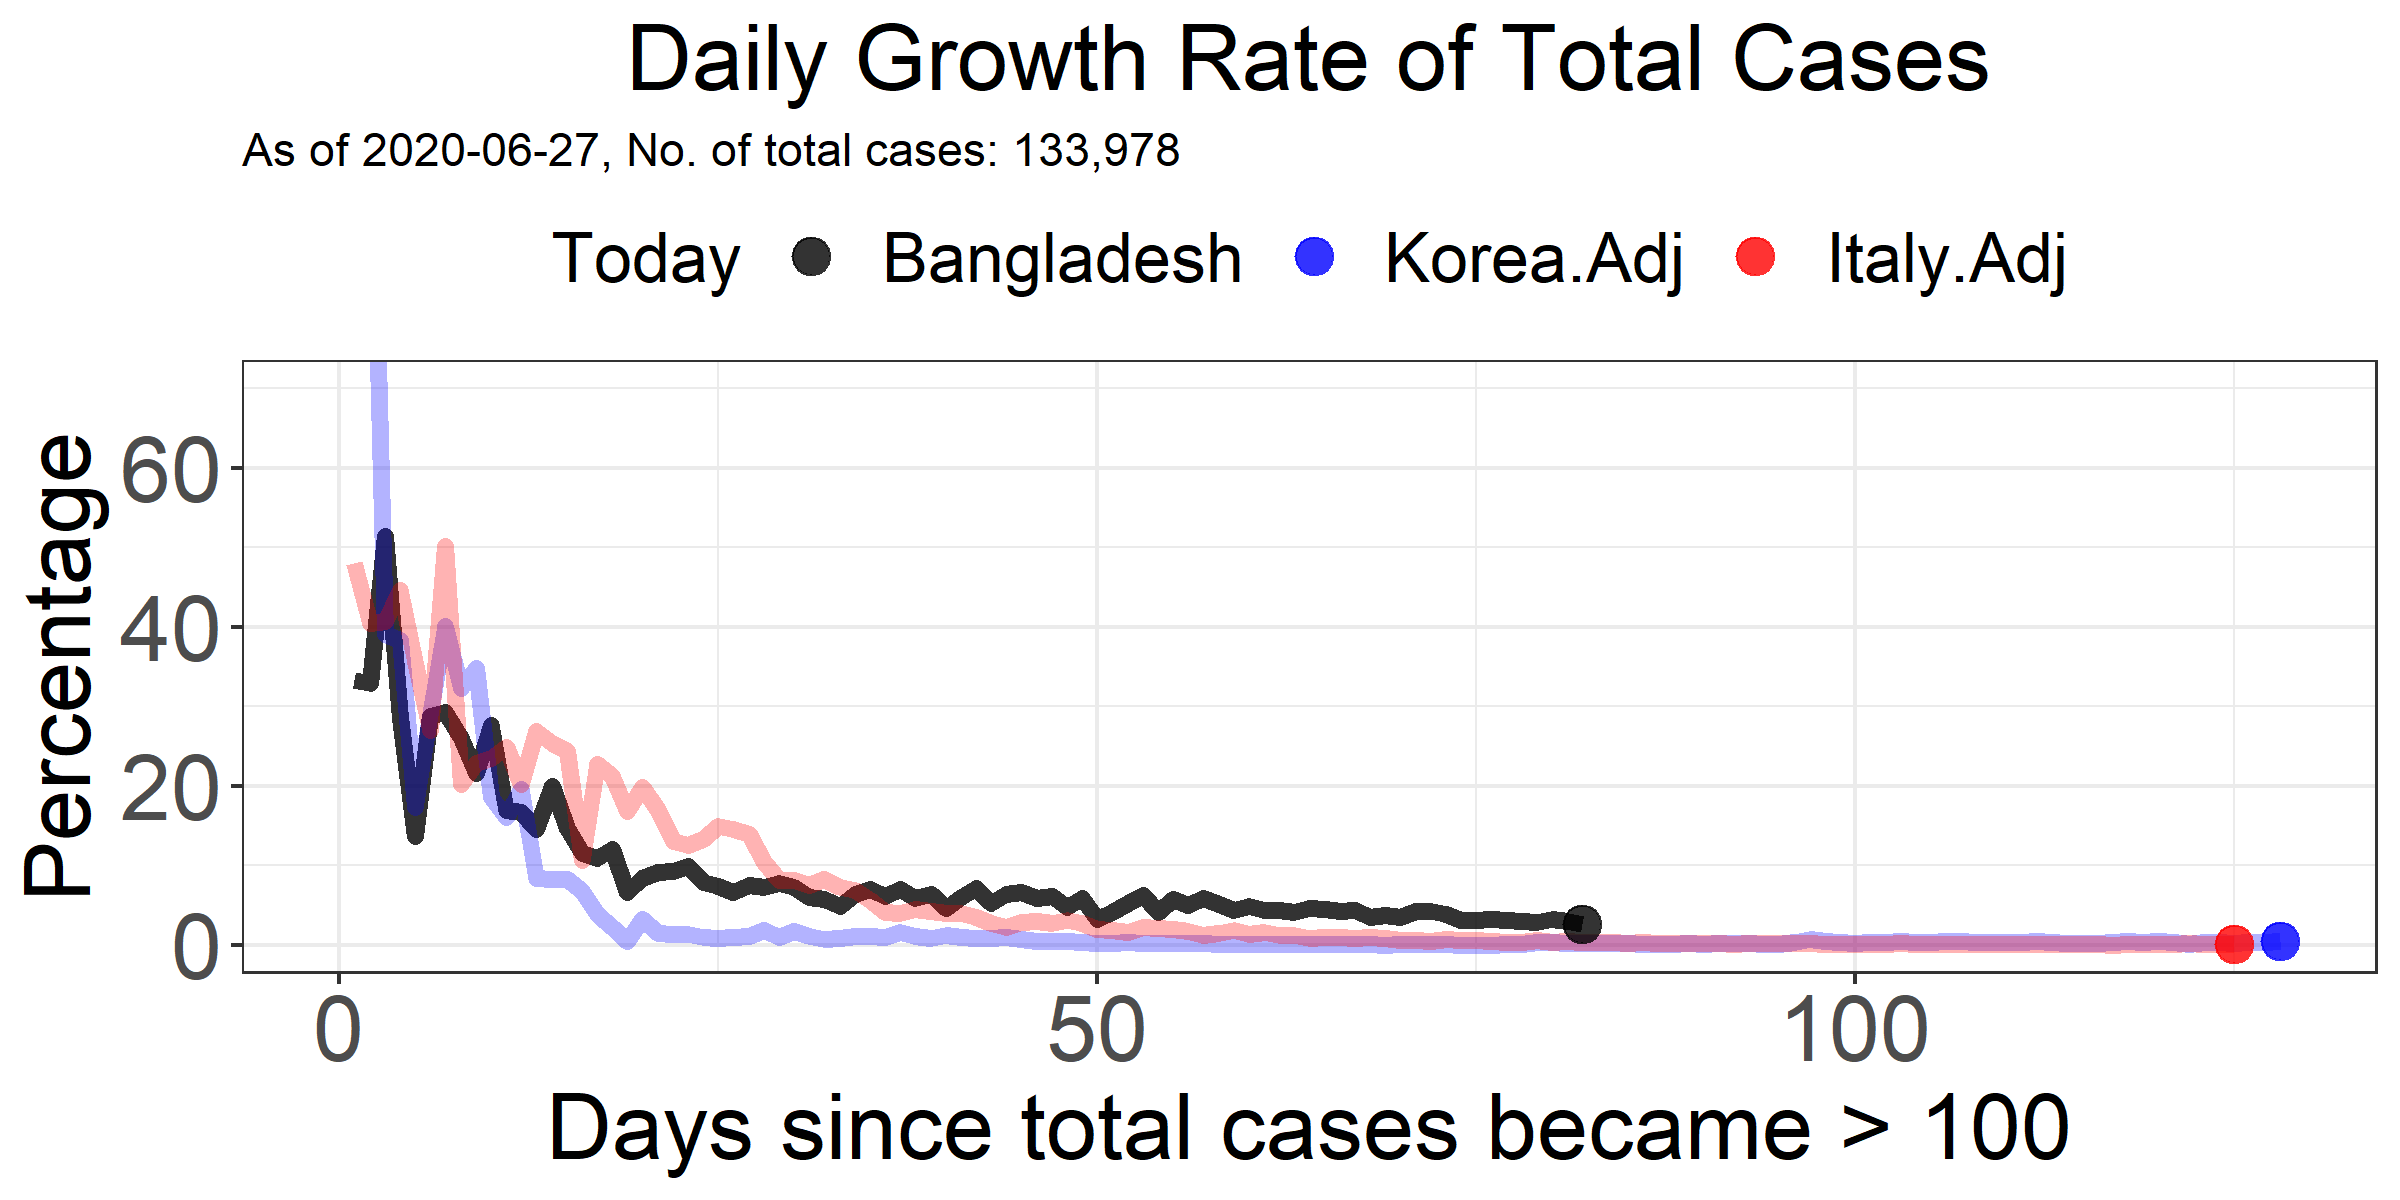 Daily Growth Rate of Total Cases
As of 2020-06-27, No. of total cases: 133,978
Today Bangladesh Korea.Adj Italy.Adj
Percentage
60
40
20
0
0 50 100
Days since total cases became > 100